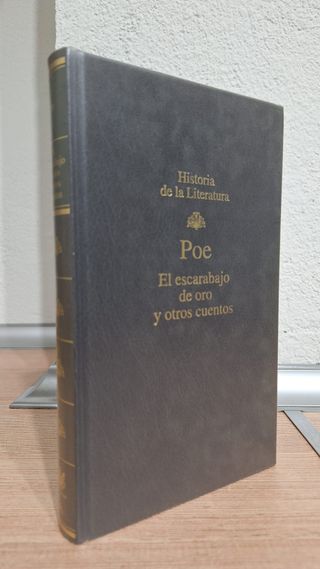 Historia
de la Literatura
Poe
El escarabajo
de oro
y otros cuentos